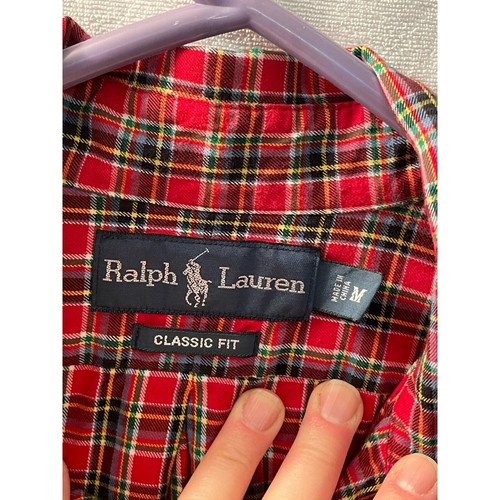 Ralph Lauren
MADE IN
CHINA
M
CLASSIC FIT